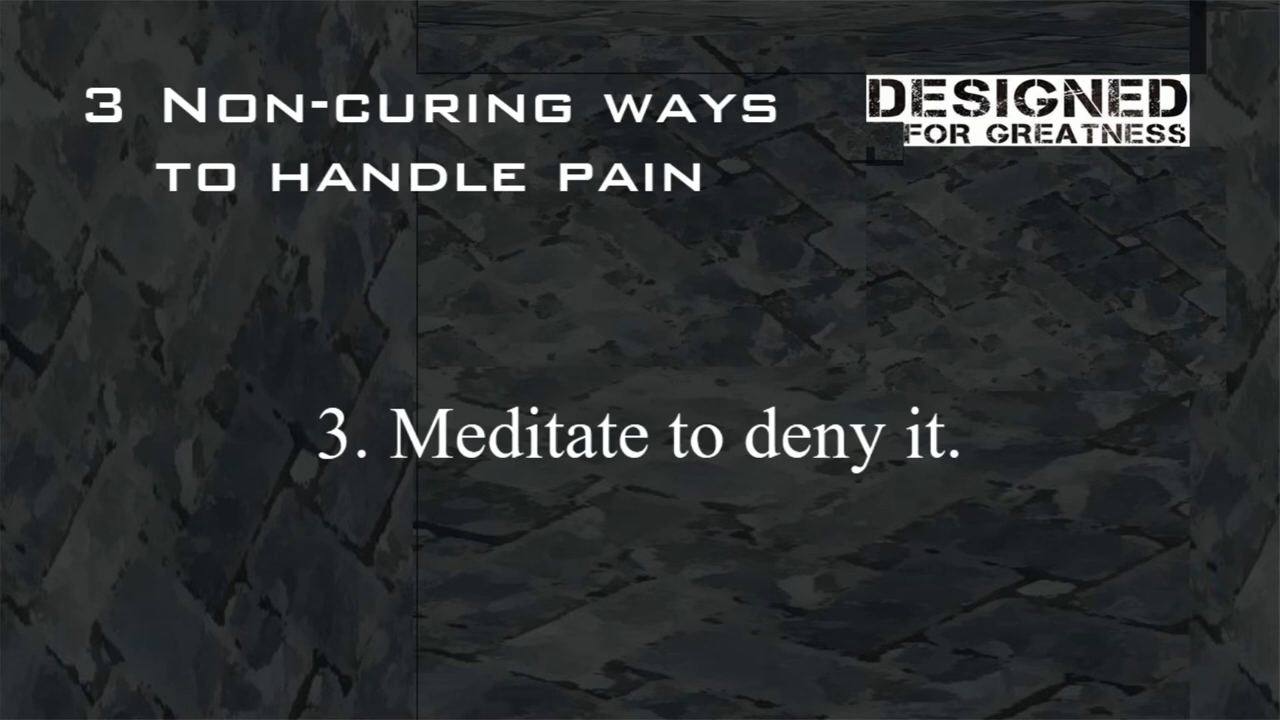 3 NON-CURING WAYS
TO HANDLE PAIN
DESIGNED
FOR GREATNESS
3. Meditate to deny it.